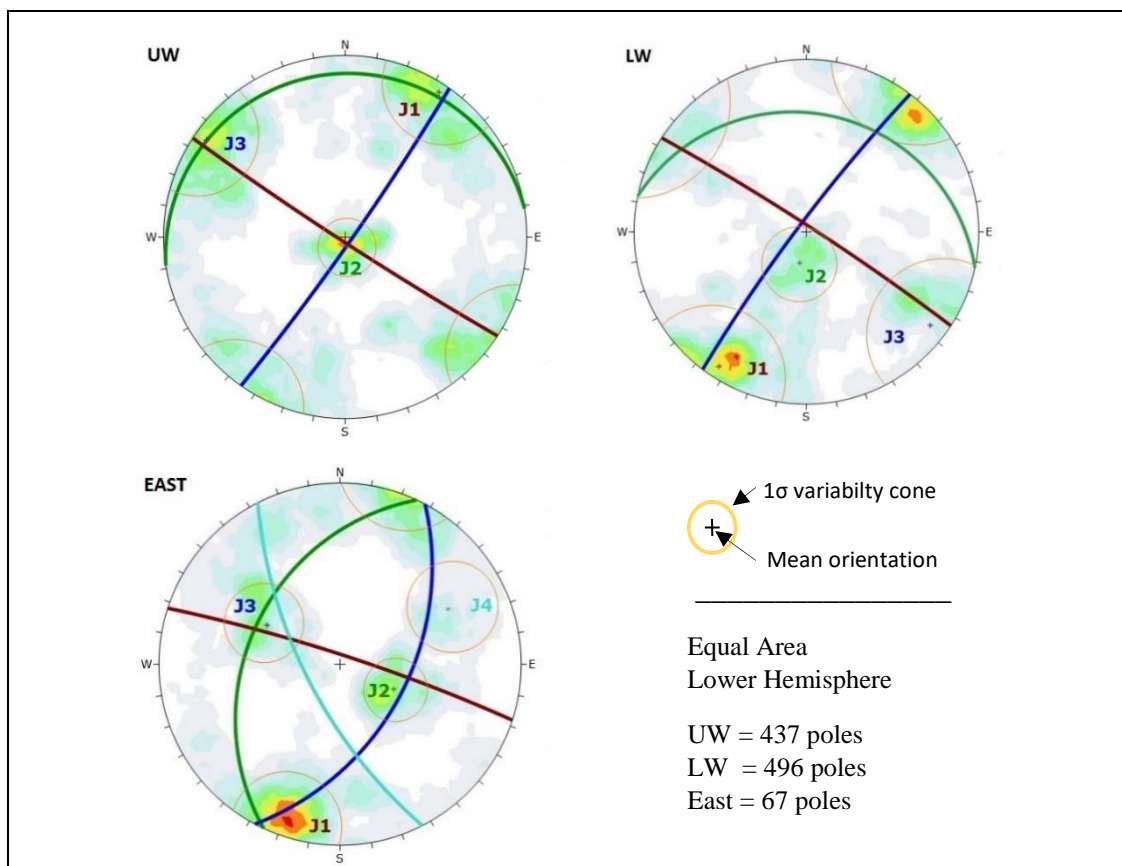 UW
N
J1
J3
W
E
J2
S
LW
N
W
E
J2
J3
J1
S
EAST
N
J3
J4
W
E
J2
J1
S
1σ variabilty cone
Mean orientation
Equal Area
Lower Hemisphere
UW = 437 poles
LW = 496 poles
East = 67 poles